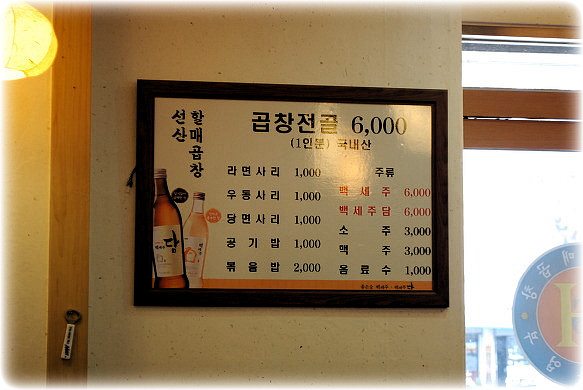 선산
할매곱창
곱창전골 6,000
(1인분) 국내산
라면사리 1,000
우동사리 1,000
당면사리 1,000
공기밥 1,000
볶음밥 2,000
주류
백세주 6,000
백세주담 6,000
소주 3,000
맥주 3,000
음료수 1,000
담